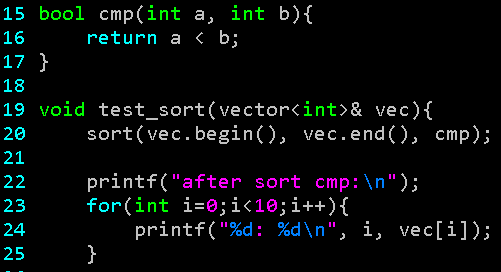 15 bool cmp(int a, int b){
16     return a < b;
17 }
18
19 void test_sort(vector<int>& vec){
20     sort(vec.begin(), vec.end(), cmp);
21
22     printf("after sort cmp:\n");
23     for(int i=0;i<10;i++){
24         printf("%d: %d\n", i, vec[i]);
25     }